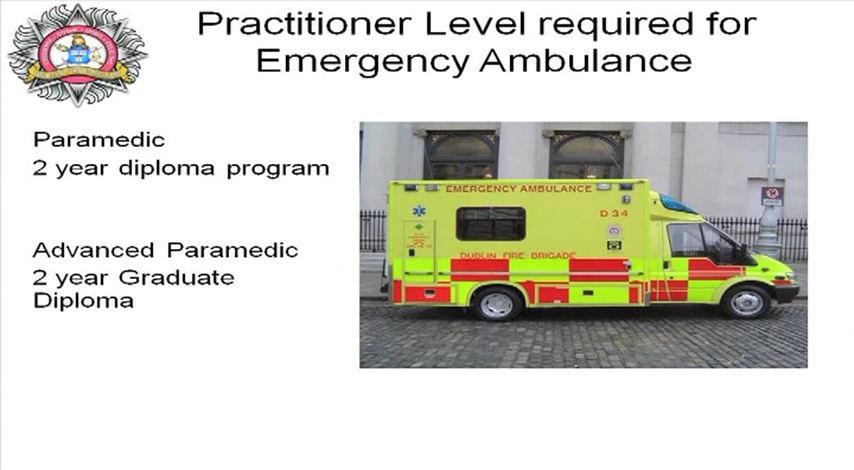 Practitioner Level required for
Emergency Ambulance
Paramedic
2 year diploma program
Advanced Paramedic
2 year Graduate
Diploma
EMERGENCY AMBULANCE
D 34
DUBLIN FIRE BRIGADE